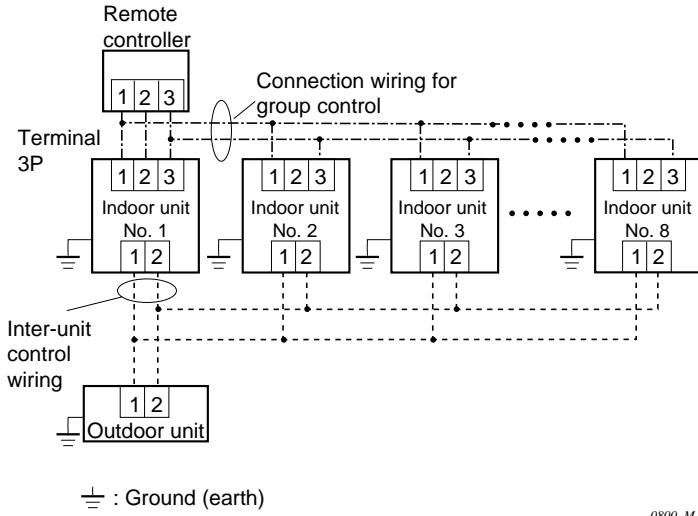 Remote
controller
1 2 3
Connection wiring for
group control
Terminal
3P
1 2 3
Indoor unit
No. 1
1 2
1 2 3
Indoor unit
No. 2
1 2
1 2 3
Indoor unit
No. 3
1 2
1 2 3
Indoor unit
No. 8
1 2
Inter-unit
control
wiring
1 2
Outdoor unit
: Ground (earth)
0800_M